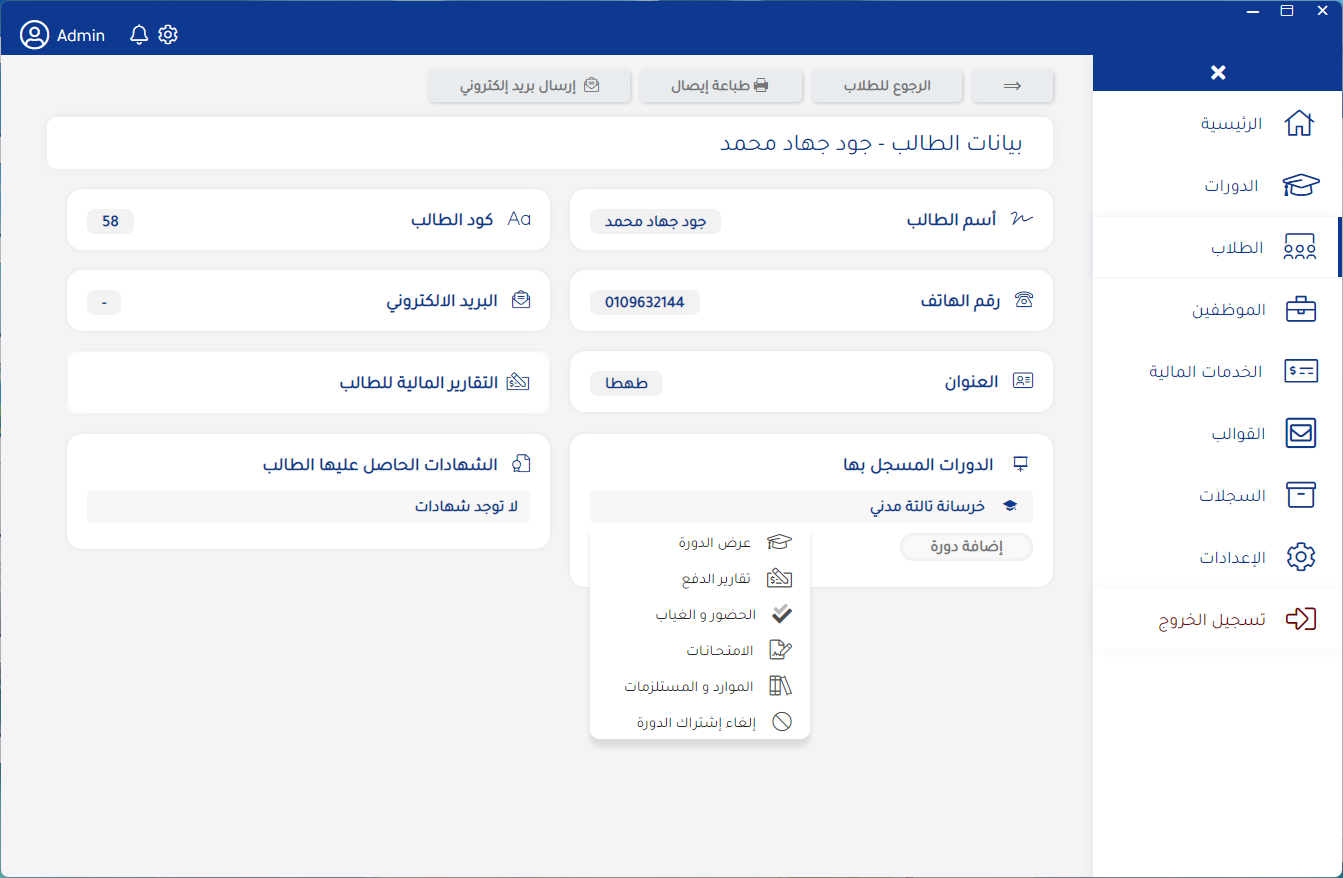 Admin
الرئيسية
الدورات
الطلاب
الموظفين
الخدمات المالية
القوالب
السجلات
الإعدادات
تسجيل الخروج
الرجوع للطلاب
طباعة إيصال
إرسال بريد إلكتروني
بيانات الطالب - جود جهاد محمد
أسم الطالب
جود جهاد محمد
Aa كود الطالب
58
رقم الهاتف
0109632144
البريد الالكتروني
-
العنوان
طهطا
التقارير المالية للطالب
الدورات المسجل بها
خرسانة تالتة مدني
إضافة دورة
عرض الدورة
تقارير الدفع
الحضور و الغياب
الامتحانات
الموارد و المستلزمات
إلغاء إشتراك الدورة
الشهادات الحاصل عليها الطالب
لا توجد شهادات